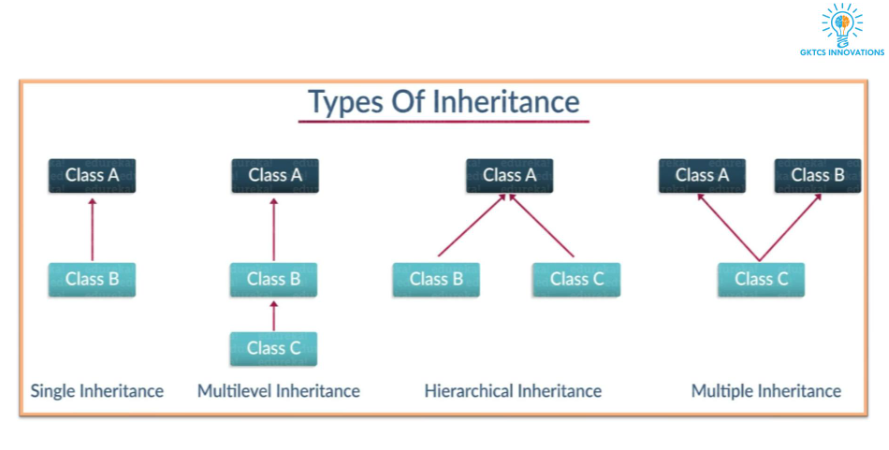 GKTCS INNOVATIONS
Types Of Inheritance
Class A
Class B
Single Inheritance
Class A
Class B
Class C
Multilevel Inheritance
Class A
Class B
Class C
Hierarchical Inheritance
Class A
Class B
Class C
Multiple Inheritance